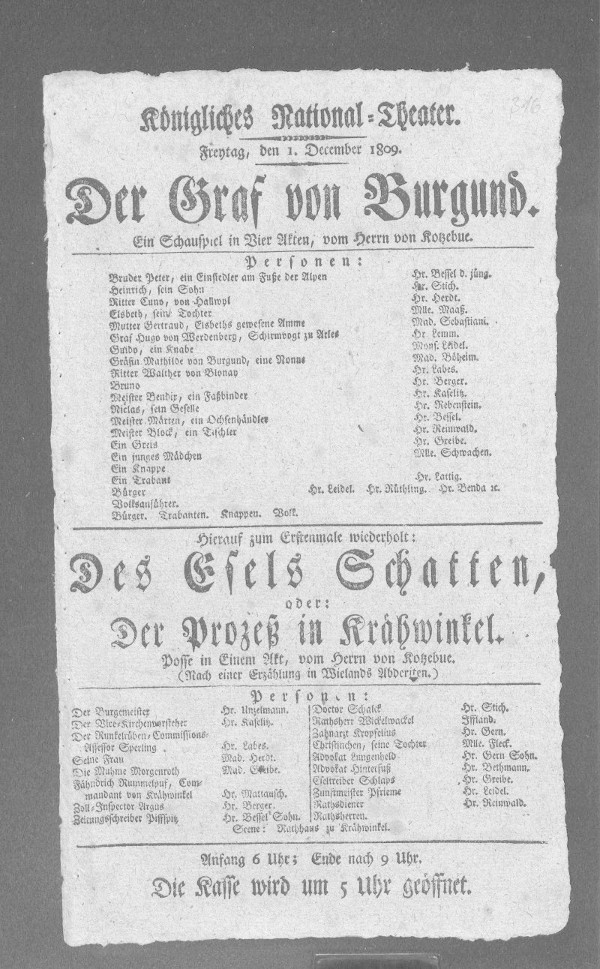 316
Königliches National-Theater.
Freytag, den 1. December 1809.
Der Graf von Burgund.
Ein Schauspiel in Vier Akten, vom Herrn von Kotzebue.
Personen:
Bruder Peter, ein Einsiedler am Fuße der Alpen Hr. Bessel d. jüng.
Heinrich, sein Sohn Hr. Stich.
Ritter Cuno, von Hallwyl Hr. Herdt.
Elsbeth, seine Tochter Mlle. Maaß.
Mutter Gertraud, Elsbeths gewesene Amme Mad. Sebastiani.
Graf Hugo von Werdenberg, Schirmvogt zu Arles Hr. Lemm.
Guido, ein Knabe Mons. Lüdel.
Gräfin Mathilde von Burgund, eine Nonne Mad. Böheim.
Ritter Walther von Blonay Hr. Labes.
Bruno Hr. Berger.
Meister Bendix, ein Faßbinder Hr. Kaselitz.
Niclas, sein Geselle Hr. Rebenstein.
Meister Märten, ein Ochsenhändler Hr. Bessel.
Meister Block, ein Tischler Hr. Reinwald.
Ein Greis Hr. Greibe.
Ein junges Mädchen Mlle. Schwachen.
Ein Knappe
Ein Trabant Hr. Lattig.
Bürger Hr. Leidel. Hr. Rüthling. Hr. Benda ꝛc.
Volksanführer.
Bürger. Trabanten. Knappen. Volk.
Hierauf zum Erstenmale wiederholt:
Des Esels Schatten,
oder:
Der Prozeß in Krähwinkel.
Posse in Einem Akt, vom Herrn von Kotzebue.
(Nach einer Erzählung in Wielands Abderiten.)
Personen:
Der Burgemeister Hr. Unzelmann.
Der Vice-Kirchenvorsteher Hr. Kaselitz.
Der Runkelrüben-Commissions-
Assessor Sperling Hr. Labes.
Seine Frau Mad. Herdt.
Die Muhme Morgenroth Mad. Greibe.
Fähndrich Rummelpuf, Com-
mandant von Krähwinkel Hr. Mattausch.
Zoll-Inspector Argus Hr. Berger.
Zeitungsschreiber Pifflpitz Hr. Bessel Sohn.
Doctor Schalck Hr. Stich.
Rathsherr Wickelwackel Iffland.
Zahnarzt Kropfelius Hr. Gern.
Christinchen, seine Tochter Mlle. Fleck.
Advokat Lungenheld Hr. Gern Sohn.
Advokat Hinterfuß Hr. Bethmann.
Eseltreiber Schlaps Hr. Greibe.
Zunftmeister Pfrieme Hr. Leidel.
Rathsdiener Hr. Reinwald.
Rathsherren.
Scene: Rathhaus zu Krähwinkel.
Anfang 6 Uhr; Ende nach 9 Uhr.
Die Kasse wird um 5 Uhr geöffnet.